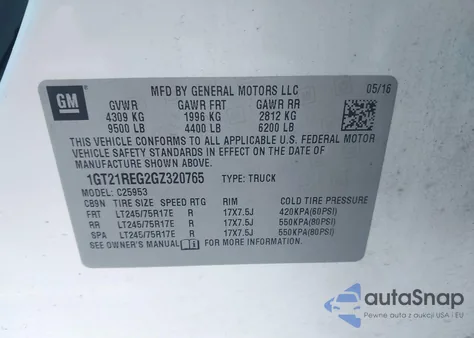 GM
MFD BY GENERAL MOTORS LLC 05/16
GVWR GAWR FRT GAWR RR
4309 KG 1996 KG 2812 KG
9500 LB 4400 LB 6200 LB
THIS VEHICLE CONFORMS TO ALL APPLICABLE U.S. FEDERAL MOTOR
VEHICLE SAFETY STANDARDS IN EFFECT ON THE DATE OF
MANUFACTURE SHOWN ABOVE.
1GT21REG2GZ320765 TYPE: TRUCK
MODEL: C25953
CB9N TIRE SIZE SPEED RTG RIM COLD TIRE PRESSURE
FRT LT245/75R17E R 17X7.5J 420KPA(60PSI)
RR LT245/75R17E R 17X7.5J 550KPA(80PSI)
SPA LT245/75R17E R 17X7.5J 550KPA(80PSI)
SEE OWNER'S MANUAL FOR MORE INFORMATION.
autoSnap
Pewne auta z aukcji USA i EU